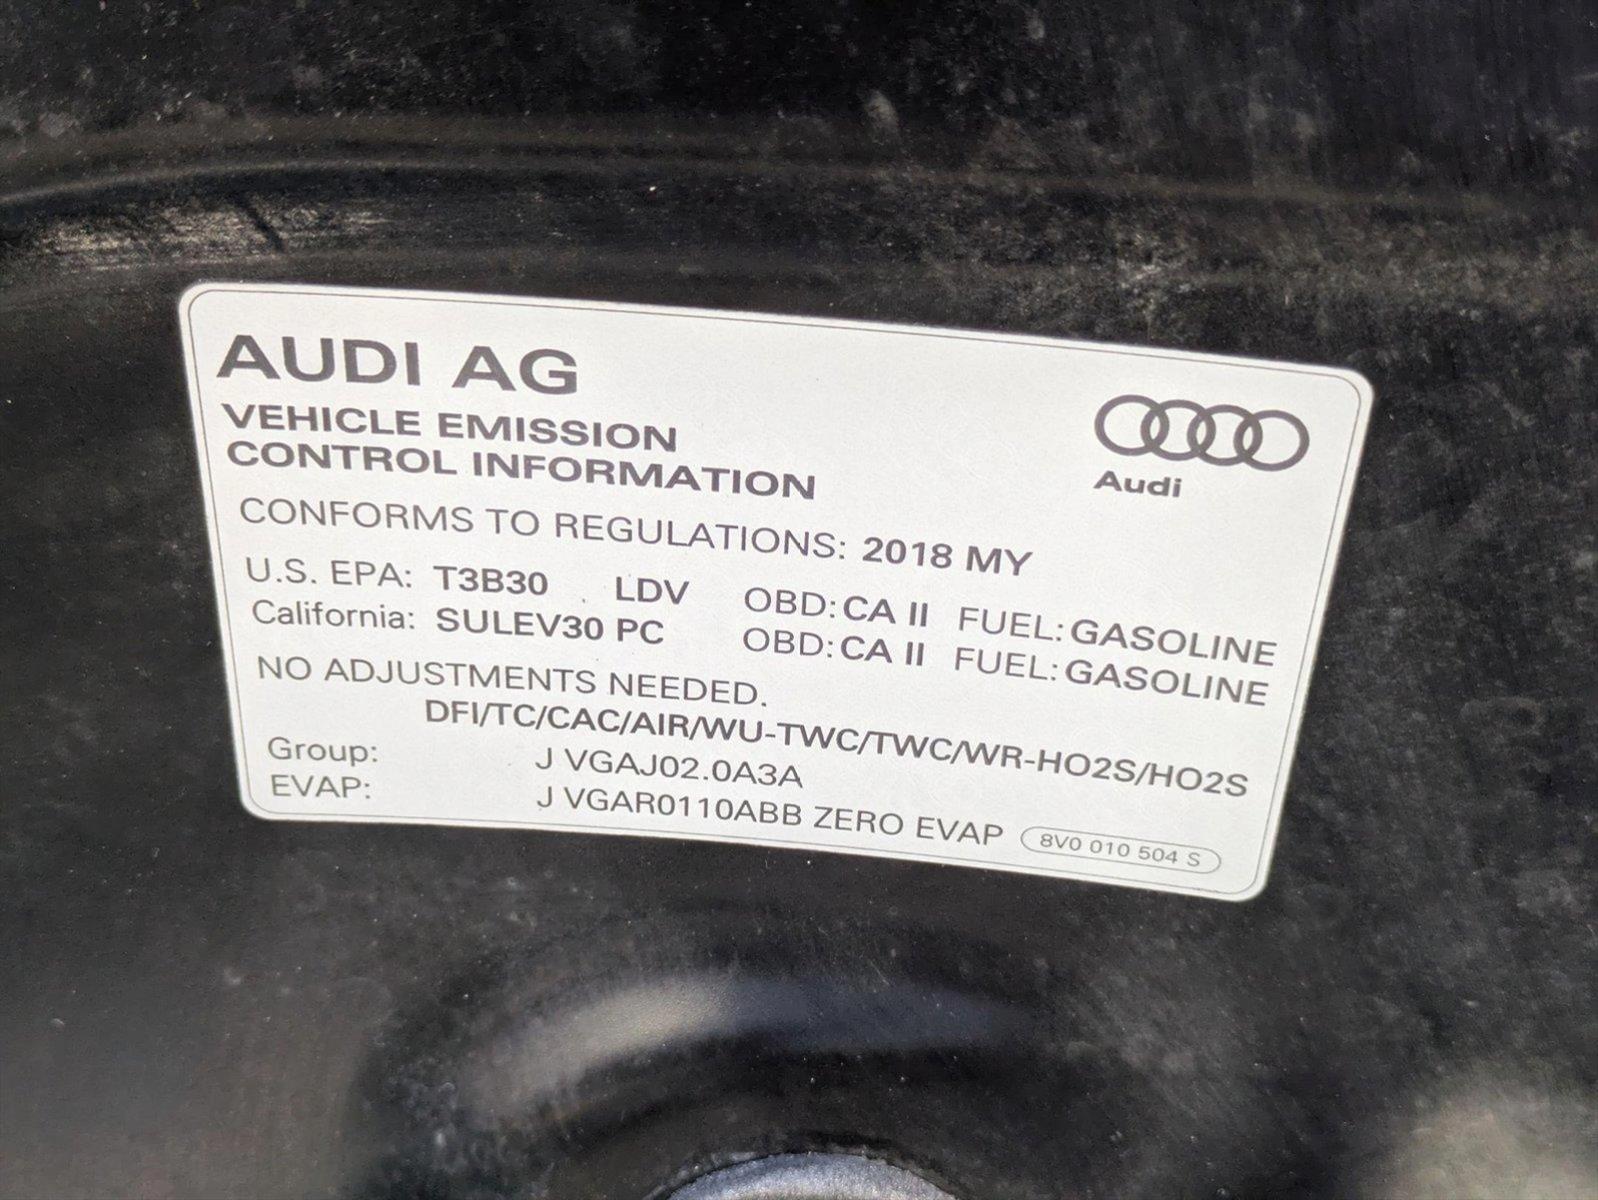 AUDI AG
VEHICLE EMISSION
CONTROL INFORMATION
Audi
CONFORMS TO REGULATIONS: 2018 MY
U.S. EPA: T3B30 LDV OBD: CA II FUEL: GASOLINE
California: SULEV30 PC OBD: CA II FUEL: GASOLINE
NO ADJUSTMENTS NEEDED.
DFI/TC/CAC/AIR/WU-TWC/TWC/WR-HO2S/HO2S
Group: J VGAJ02.0A3A
EVAP: J VGAR0110ABB ZERO EVAP 8V0 010 504 S